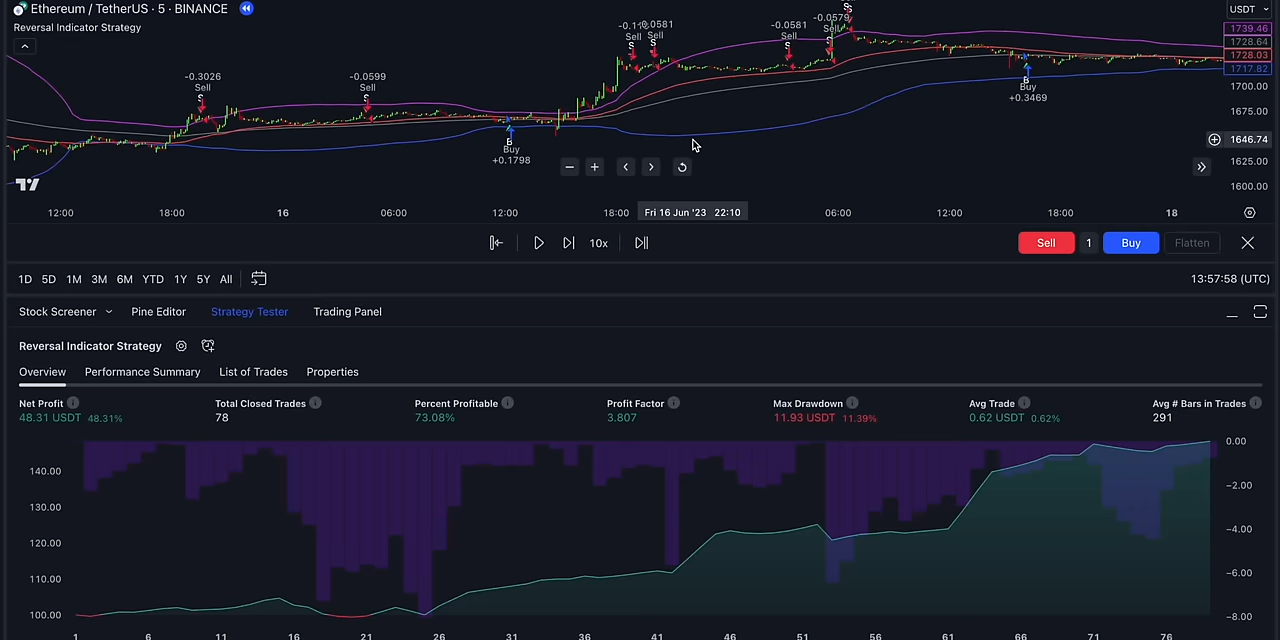 Ethereum / TetherUS · 5 · BINANCE
USDT
Reversal Indicator Strategy
1739.46
1728.64
1728.03
1717.82
1700.00
1675.00
1646.74
1625.00
1600.00
-0.3026
Sell
S
-0.0599
Sell
S
Sell
S
0.0581
Sell
S
-0.0581
Sell
S
-0.0579
Sell
S
S
B
Buy
+0.1798
B
Buy
+0.3469
12:00
18:00
16
06:00
12:00
18:00
Fri 16 Jun '23 22:10
06:00
12:00
18:00
18
10x
Sell
1
Buy
Flatten
1D 5D 1M 3M 6M YTD 1Y 5Y All
13:57:58 (UTC)
Stock Screener
Pine Editor
Strategy Tester
Trading Panel
Reversal Indicator Strategy
Overview
Performance Summary
List of Trades
Properties
Net Profit
48.31 USDT 48.31%
Total Closed Trades
78
Percent Profitable
73.08%
Profit Factor
3.807
Max Drawdown
11.93 USDT 11.39%
Avg Trade
0.62 USDT 0.62%
Avg # Bars in Trades
291
140.00
130.00
120.00
110.00
100.00
0.00
−2.00
−4.00
−6.00
−8.00
1 6 11 16 21 26 31 36 41 46 51 56 61 66 71 76